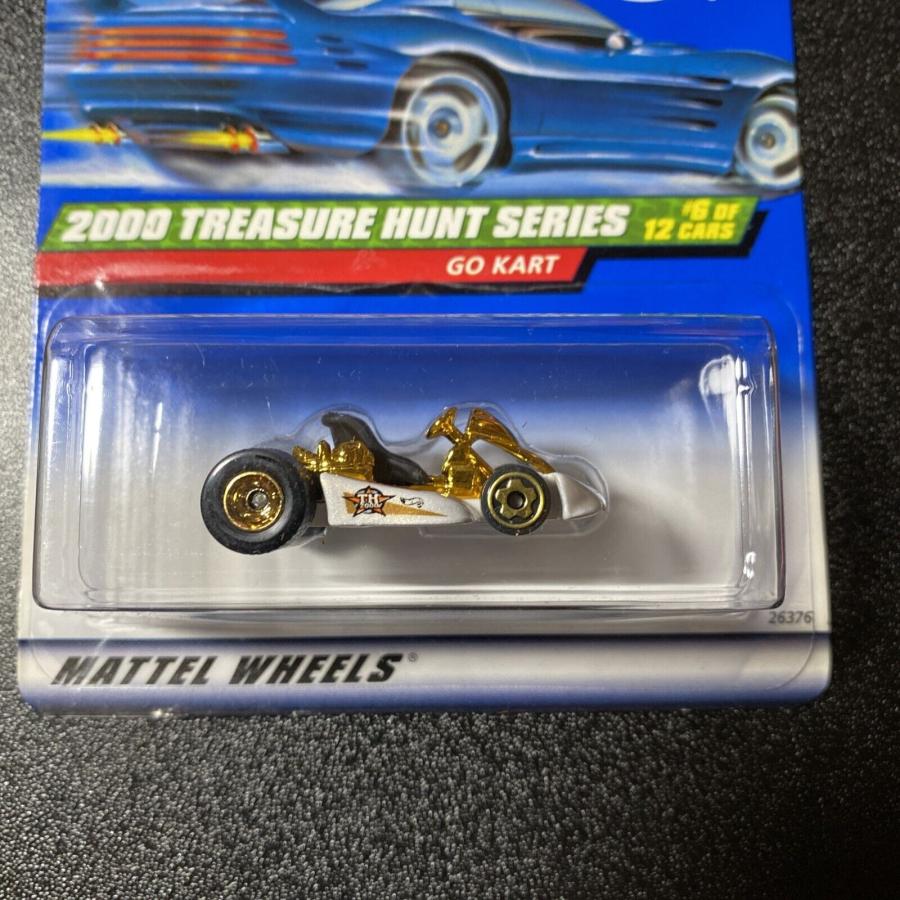 2000 TREASURE HUNT SERIES
#6 OF
12 CARS
GO KART
TH
2000
26376
MATTEL WHEELS®